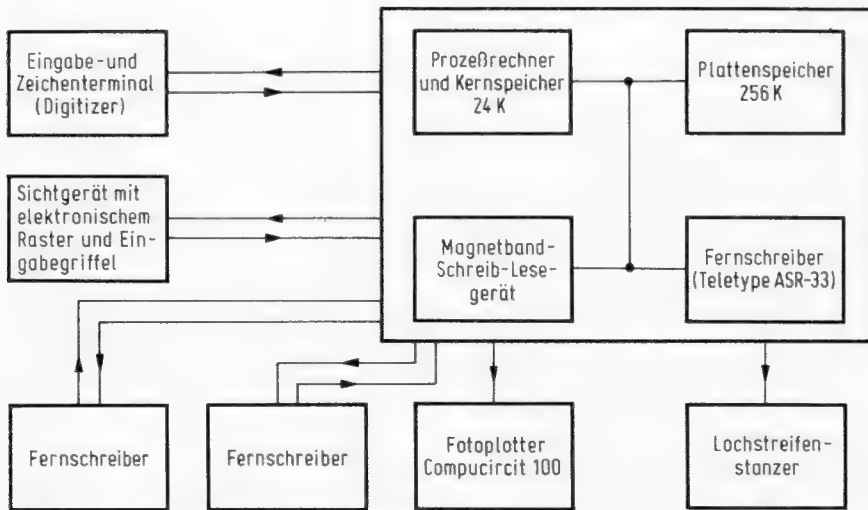 Eingabe-und
Zeichenterminal
(Digitizer)
Prozeßrechner
und Kernspeicher
24 K
Plattenspeicher
256 K
Sichtgerät mit
elektronischem
Raster und Ein-
gabegriffel
Magnetband-
Schreib-Lese-
gerät
Fernschreiber
(Teletype ASR-33)
Fernschreiber
Fernschreiber
Fotoplotter
Compucircit 100
Lochstreifen-
stanzer